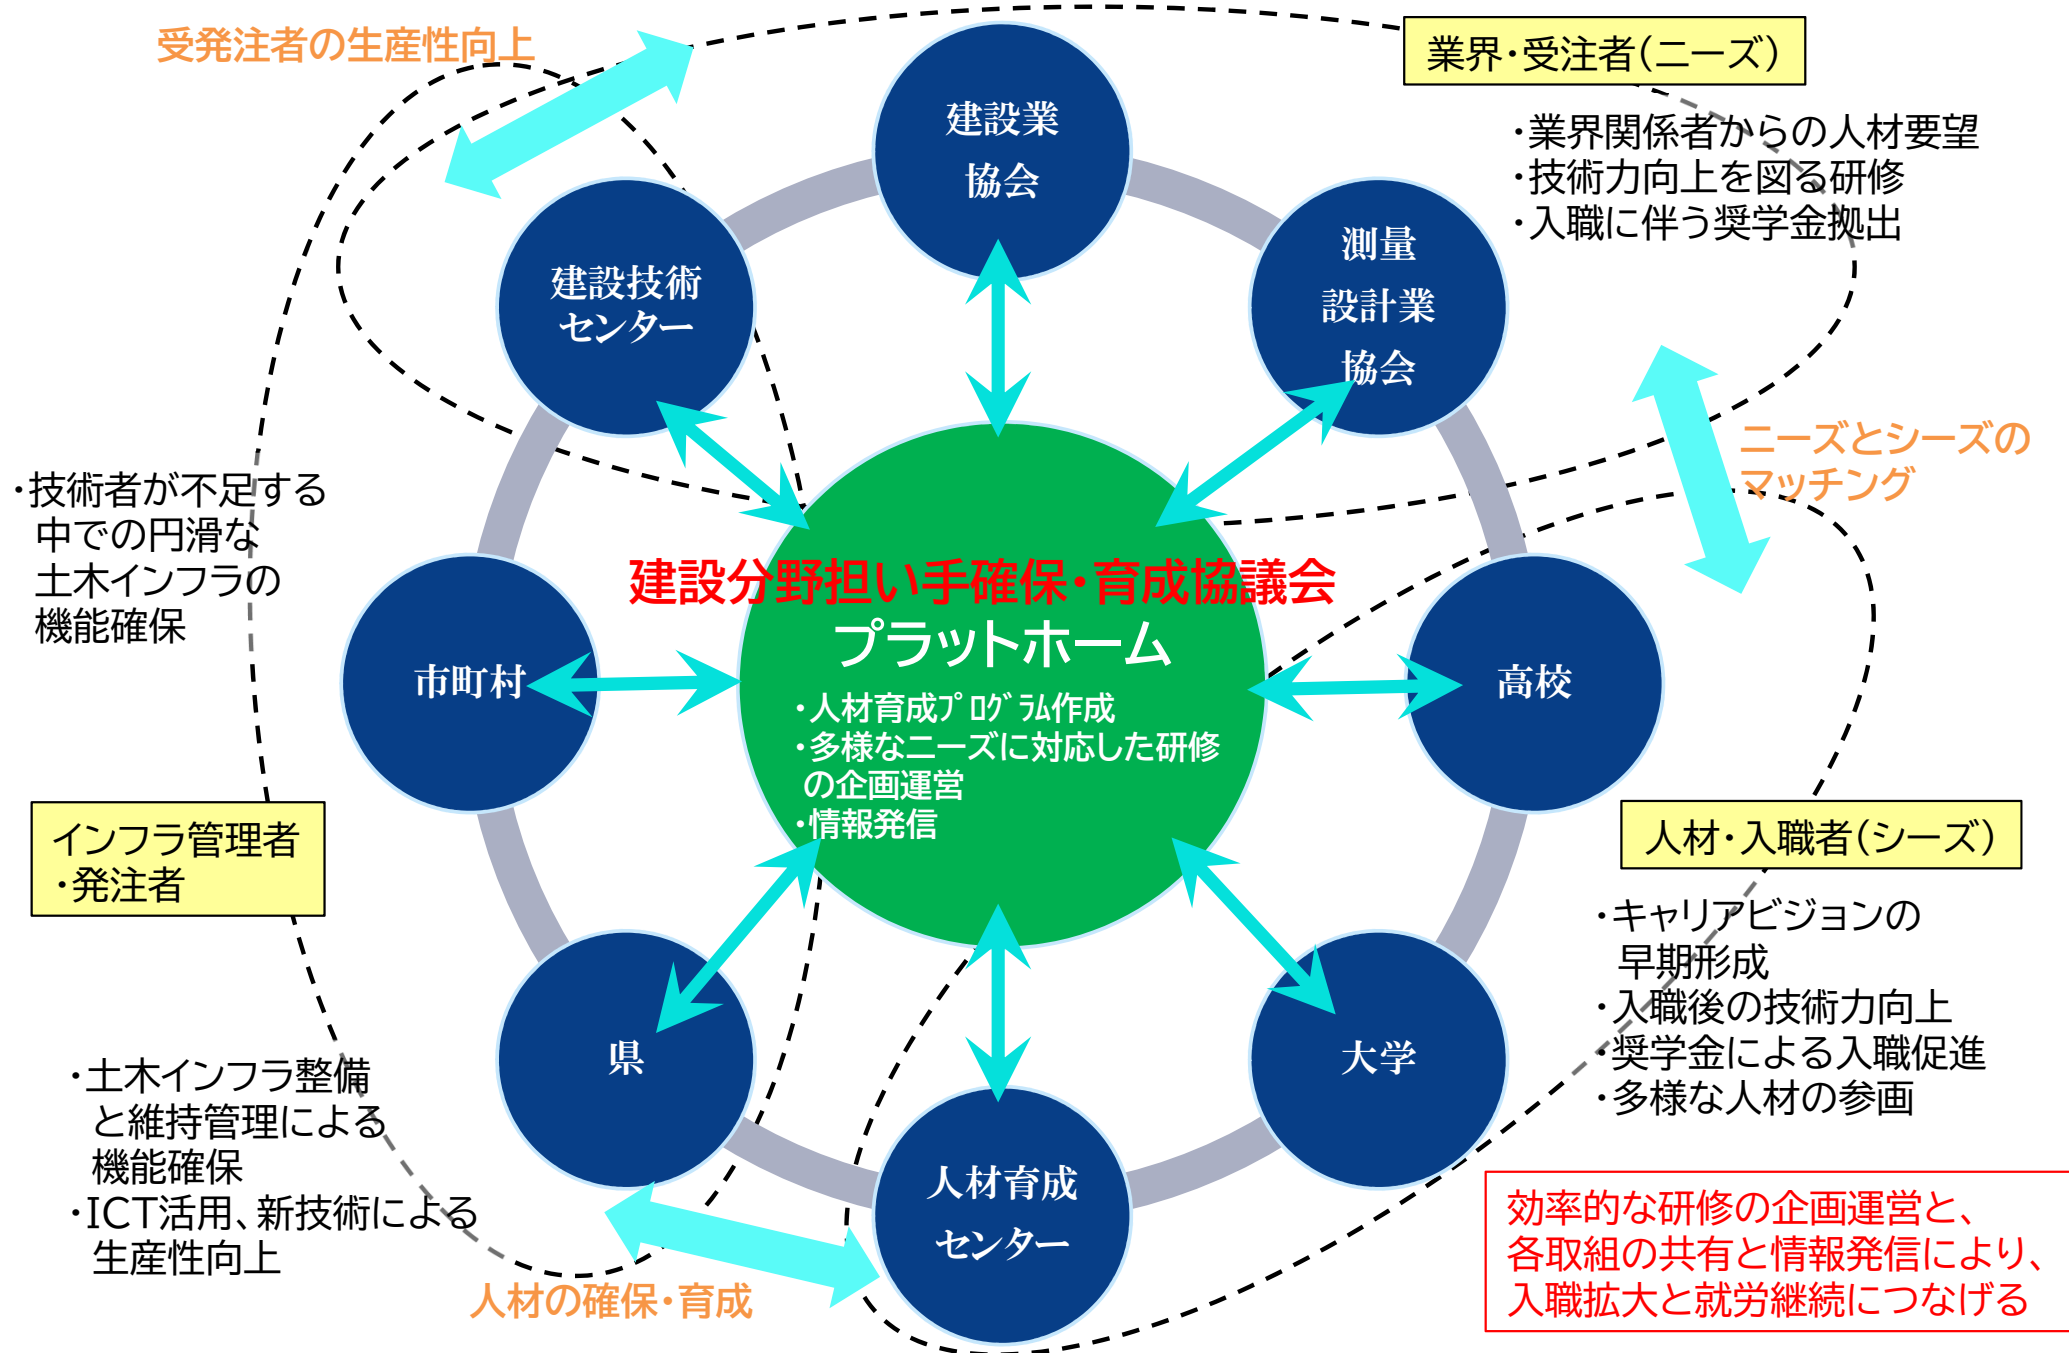 受発注者の生産性向上
業界・受注者(ニーズ)
・業界関係者からの人材要望
・技術力向上を図る研修
・入職に伴う奨学金拠出
建設業
協会
測量
設計業
協会
建設技術
センター
ニーズとシーズの
マッチング
・技術者が不足する
中での円滑な
土木インフラの
機能確保
建設分野担い手確保・育成協議会
プラットホーム
・人材育成ﾌﾟﾛｸﾞﾗﾑ作成
・多様なニーズに対応した研修
の企画運営
・情報発信
市町村
高校
インフラ管理者
・発注者
人材・入職者(シーズ)
・キャリアビジョンの
早期形成
・入職後の技術力向上
・奨学金による入職促進
・多様な人材の参画
県
大学
・土木インフラ整備
と維持管理による
機能確保
・ICT活用、新技術による
生産性向上
人材育成
センター
人材の確保・育成
効率的な研修の企画運営と、
各取組の共有と情報発信により、
入職拡大と就労継続につなげる